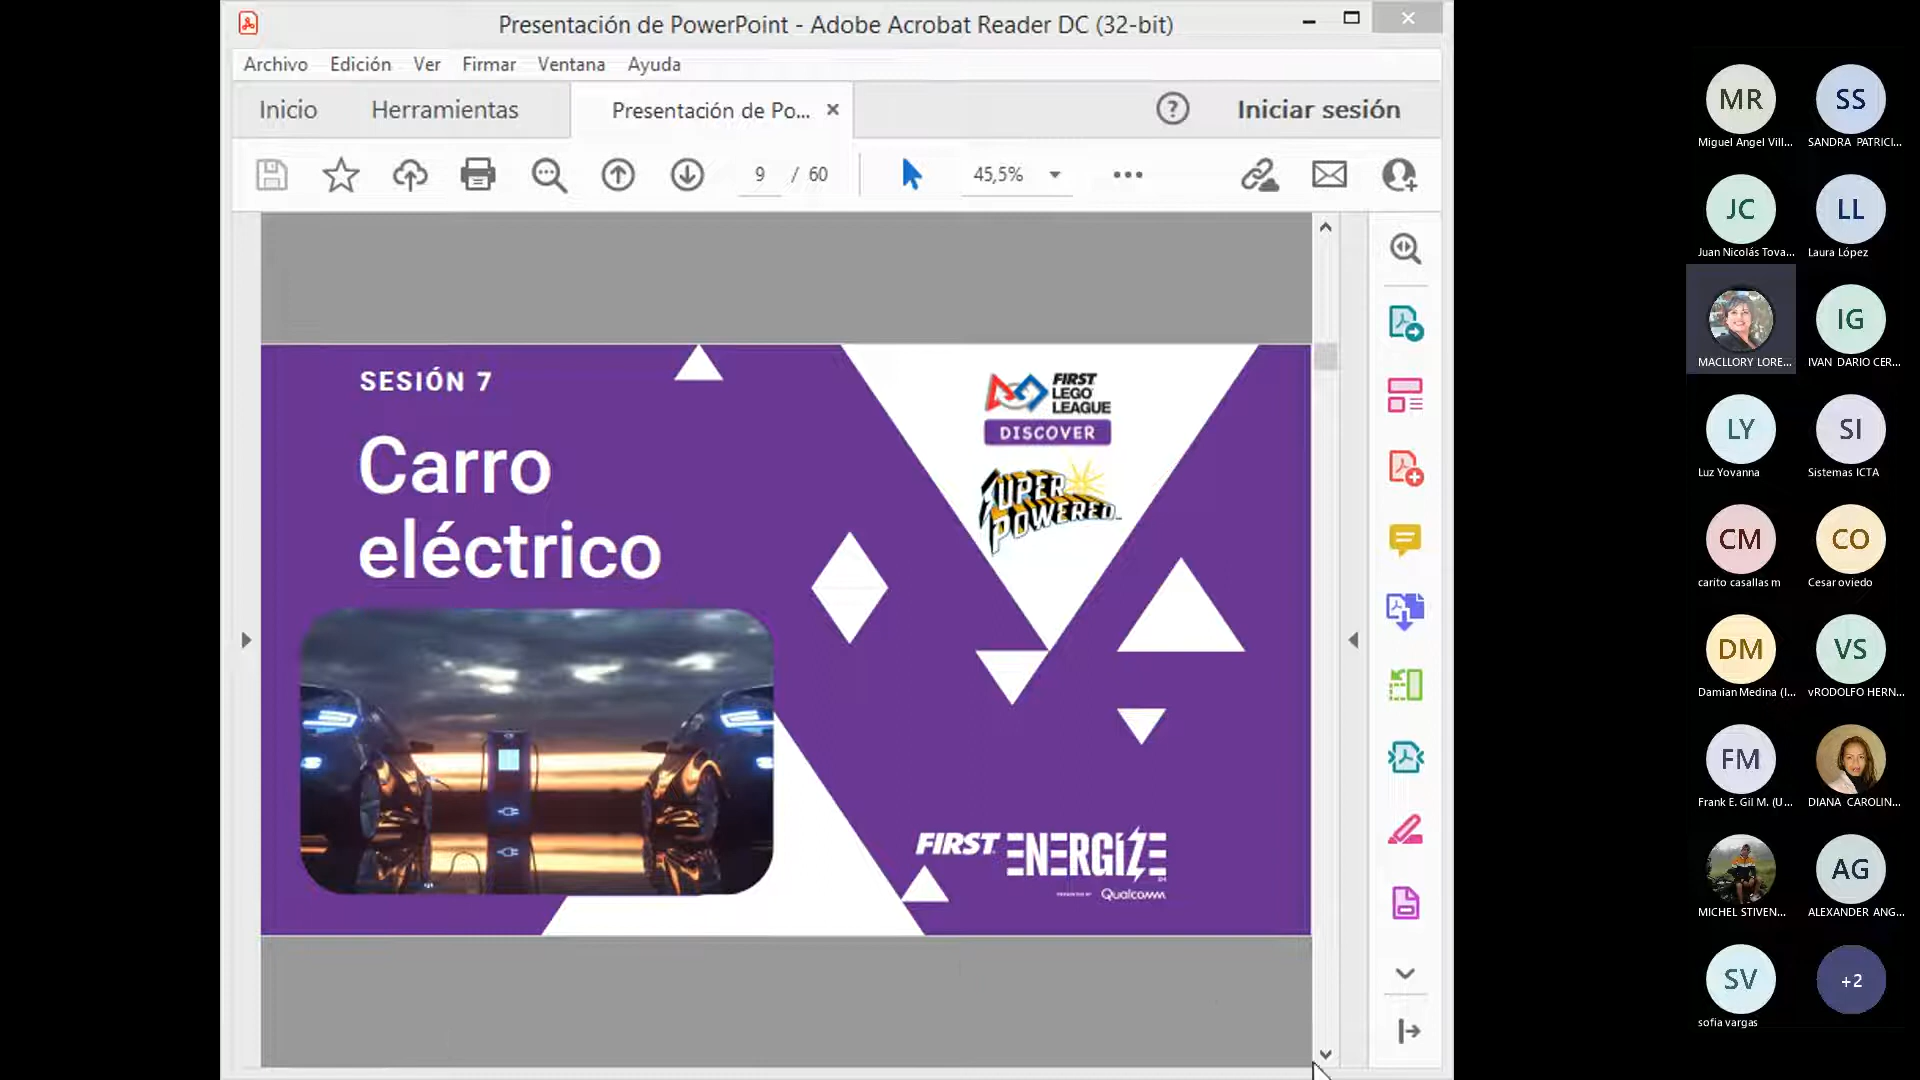 Presentación de PowerPoint - Adobe Acrobat Reader DC (32-bit)
Archivo Edición Ver Firmar Ventana Ayuda
Inicio Herramientas Presentación de Po... Iniciar sesión
9 / 60 45,5%
SESIÓN 7
Carro
eléctrico
FIRST
LEGO
LEAGUE
DISCOVER
SUPER
POWERED
FIRST ENERGIZE
PRESENTED BY Qualcomm
MR SS
Miguel Angel Vill... SANDRA PATRICI...
JC LL
Juan Nicolás Tova... Laura López
IG
MACLLORY LORE... IVAN DARIO CER...
LY SI
Luz Yovanna Sistemas ICTA
CM CO
carito casallas m Cesar oviedo
DM VS
Damian Medina (I... vRODOLFO HERN...
FM
Frank E. Gil M. (U... DIANA CAROLIN...
AG
MICHEL STIVEN... ALEXANDER ANG...
SV +2
sofia vargas